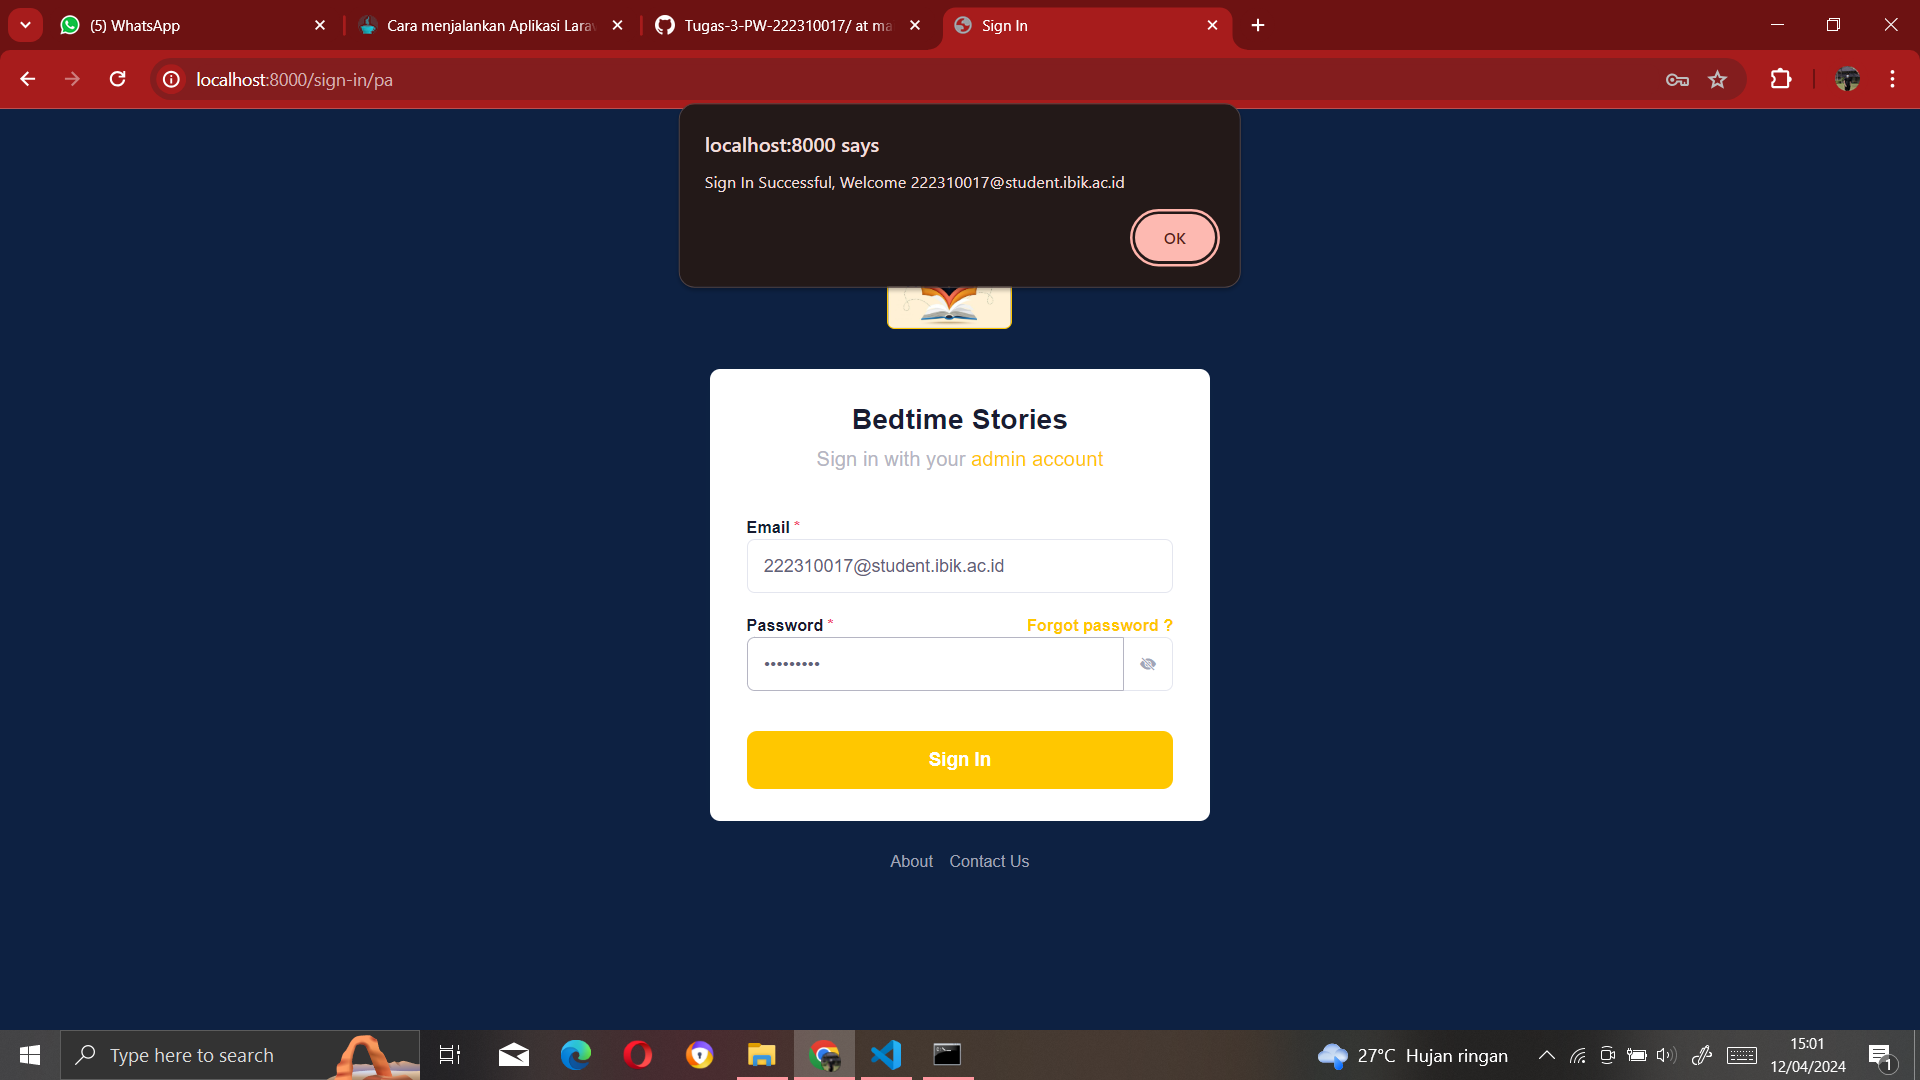 (5) WhatsApp
Cara menjalankan Aplikasi Larav
Tugas-3-PW-222310017/ at ma
Sign In
localhost:8000/sign-in/pa
localhost:8000 says
Sign In Successful, Welcome 222310017@student.ibik.ac.id
OK
Bedtime Stories
Sign in with your admin account
Email *
222310017@student.ibik.ac.id
Password *
Forgot password ?
•••••••••
Sign In
About
Contact Us
Type here to search
27°C Hujan ringan
15:01
12/04/2024
1